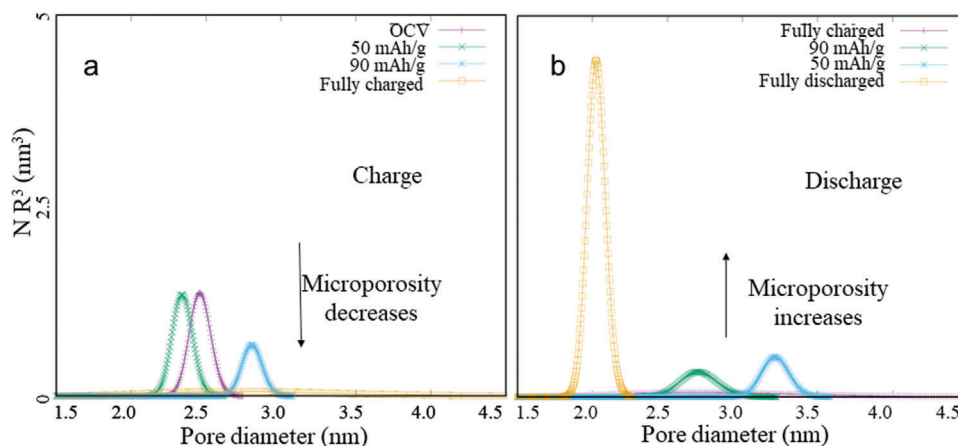 a
OCV
50 mAh/g
90 mAh/g
Fully charged
Charge
Microporosity
decreases
N R³ (nm³)
5
2.5
0
1.5 2.0 2.5 3.0 3.5 4.0 4.5
Pore diameter (nm)
b
Fully charged
90 mAh/g
50 mAh/g
Fully discharged
Discharge
Microporosity
increases
1.5 2.0 2.5 3.0 3.5 4.0 4.5
Pore diameter (nm)